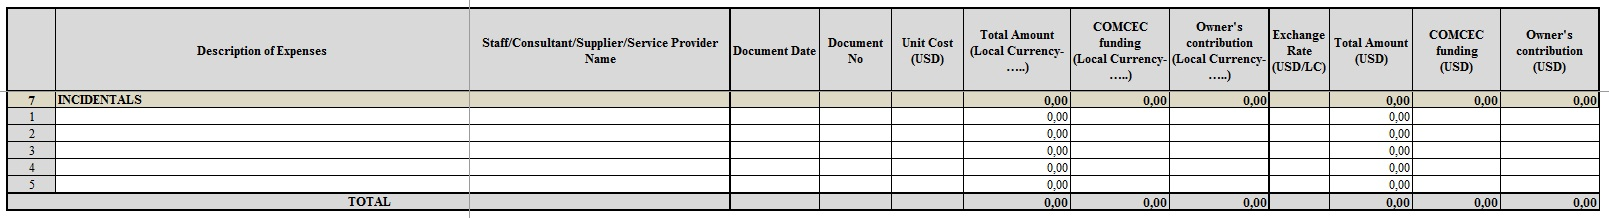 Description of Expenses
Staff/Consultant/Supplier/Service Provider
Name
Document Date
Document
No
Unit Cost
(USD)
Total Amount
(Local Currency-
…..)
COMCEC
funding
(Local Currency-
…..)
Owner's
contribution
(Local Currency-
…..)
Exchange
Rate
(USD/LC)
Total Amount
(USD)
COMCEC
funding
(USD)
Owner's
contribution
(USD)
7 INCIDENTALS 0,00 0,00 0,00 0,00 0,00 0,00
1 0,00 0,00
2 0,00 0,00
3 0,00 0,00
4 0,00 0,00
5 0,00 0,00
TOTAL 0,00 0,00 0,00 0,00 0,00 0,00